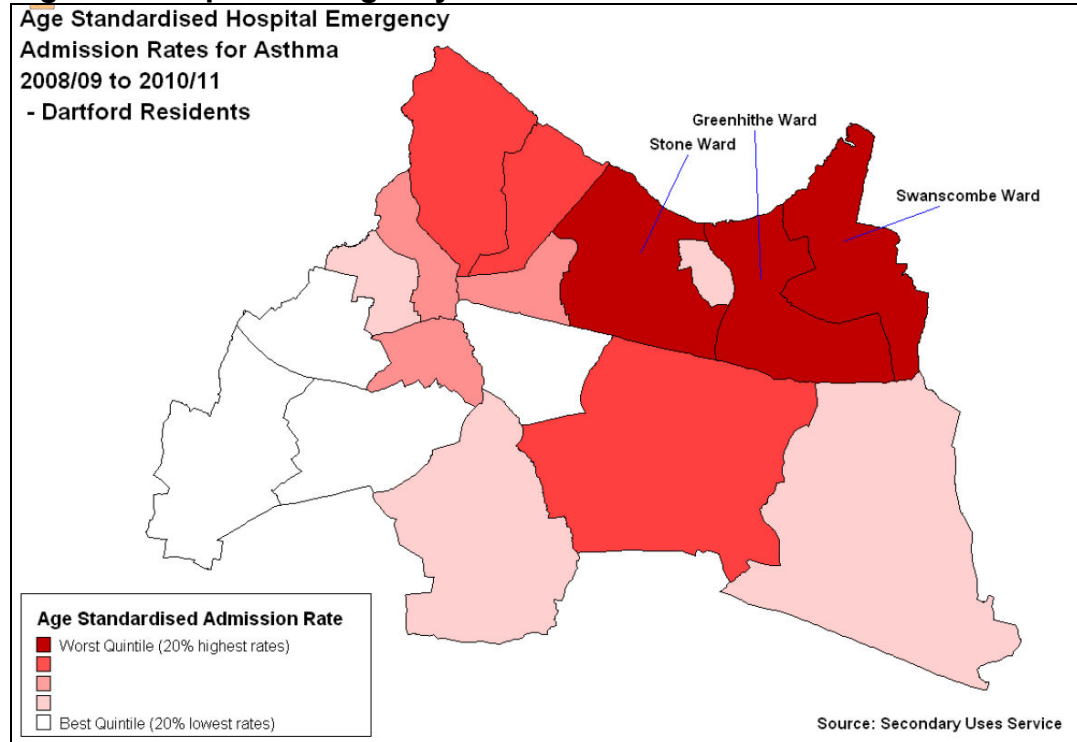 Age Standardised Hospital Emergency
Admission Rates for Asthma
2008/09 to 2010/11
- Dartford Residents
Greenhithe Ward
Stone Ward
Swanscombe Ward
Age Standardised Admission Rate
Worst Quintile (20% highest rates)
Best Quintile (20% lowest rates)
Source: Secondary Uses Service